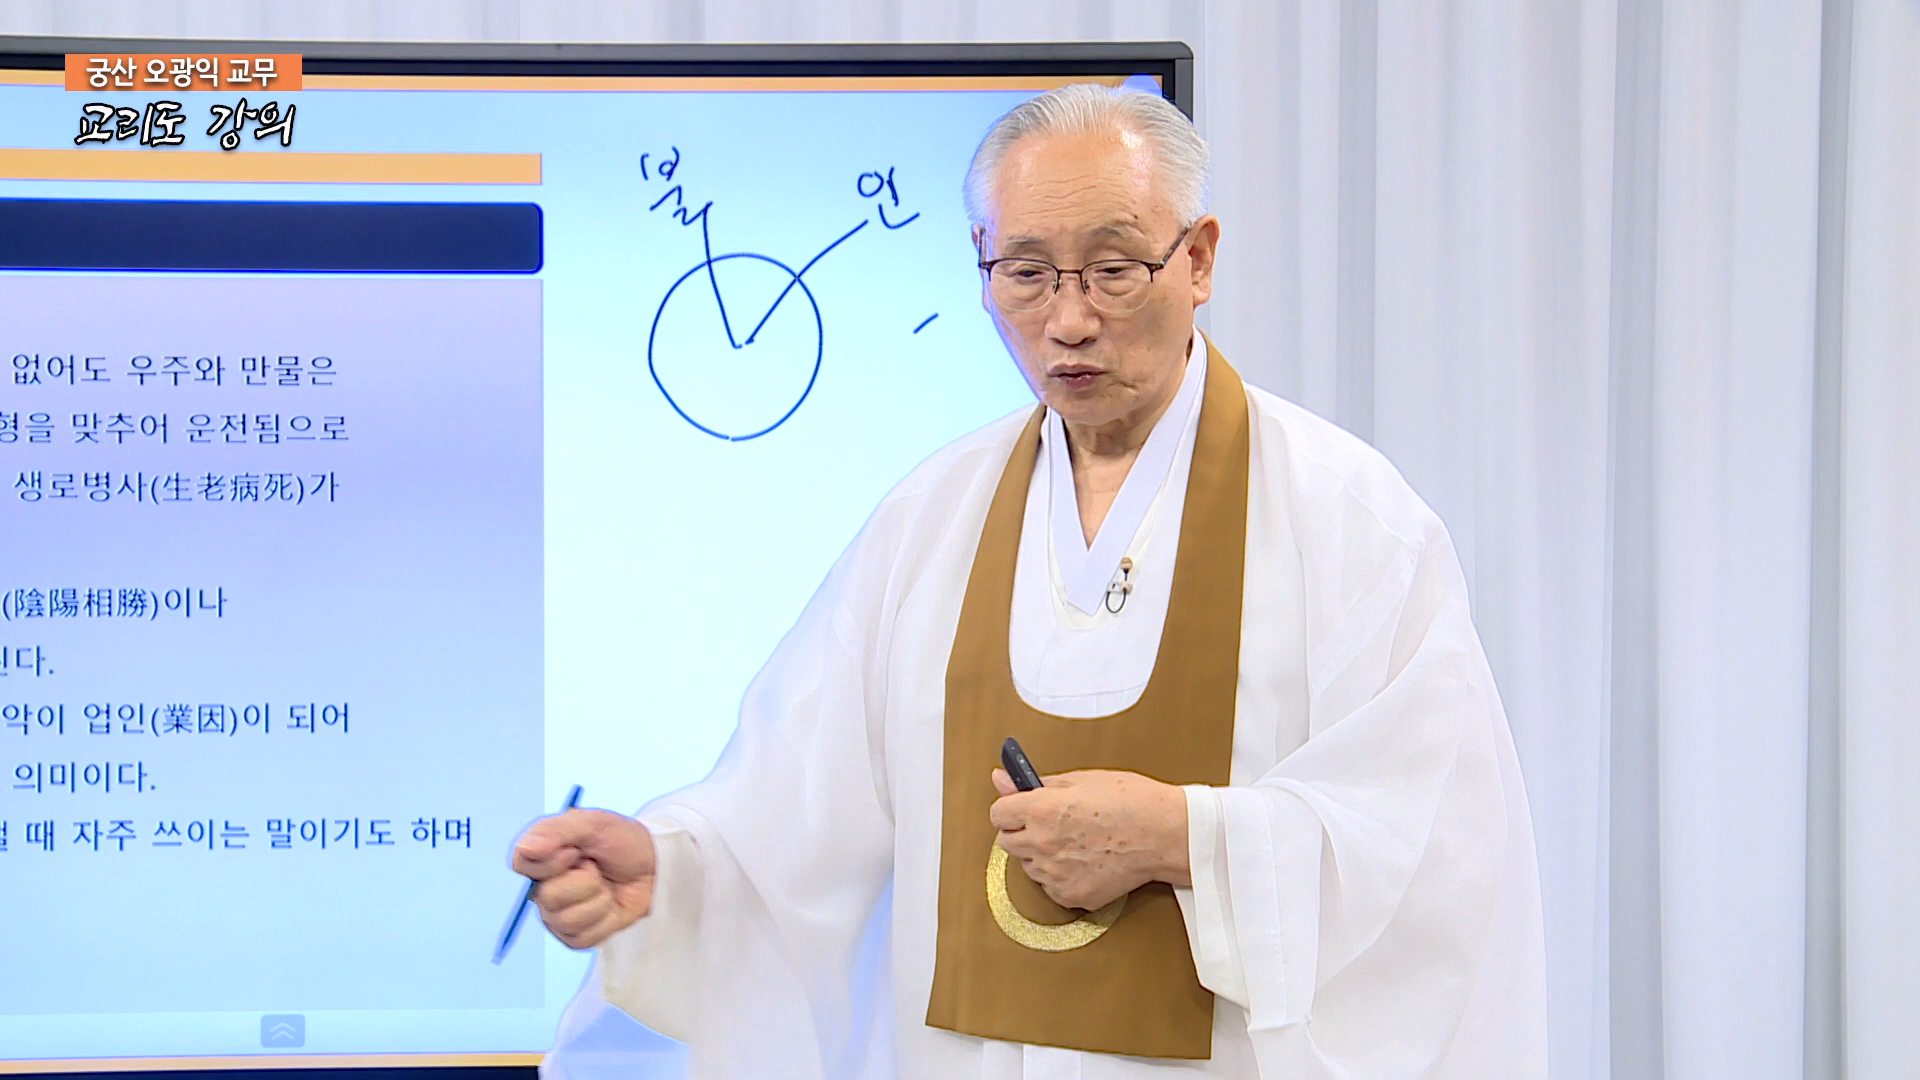 궁산 오광익 교무
교리도 강의
없어도 우주와 만물은
형을 맞추어 운전됨으로
생로병사(生老病死)가
(陰陽相勝)이나
된다.
악이 업인(業因)이 되어
의미이다.
때 자주 쓰이는 말이기도 하며
불
인